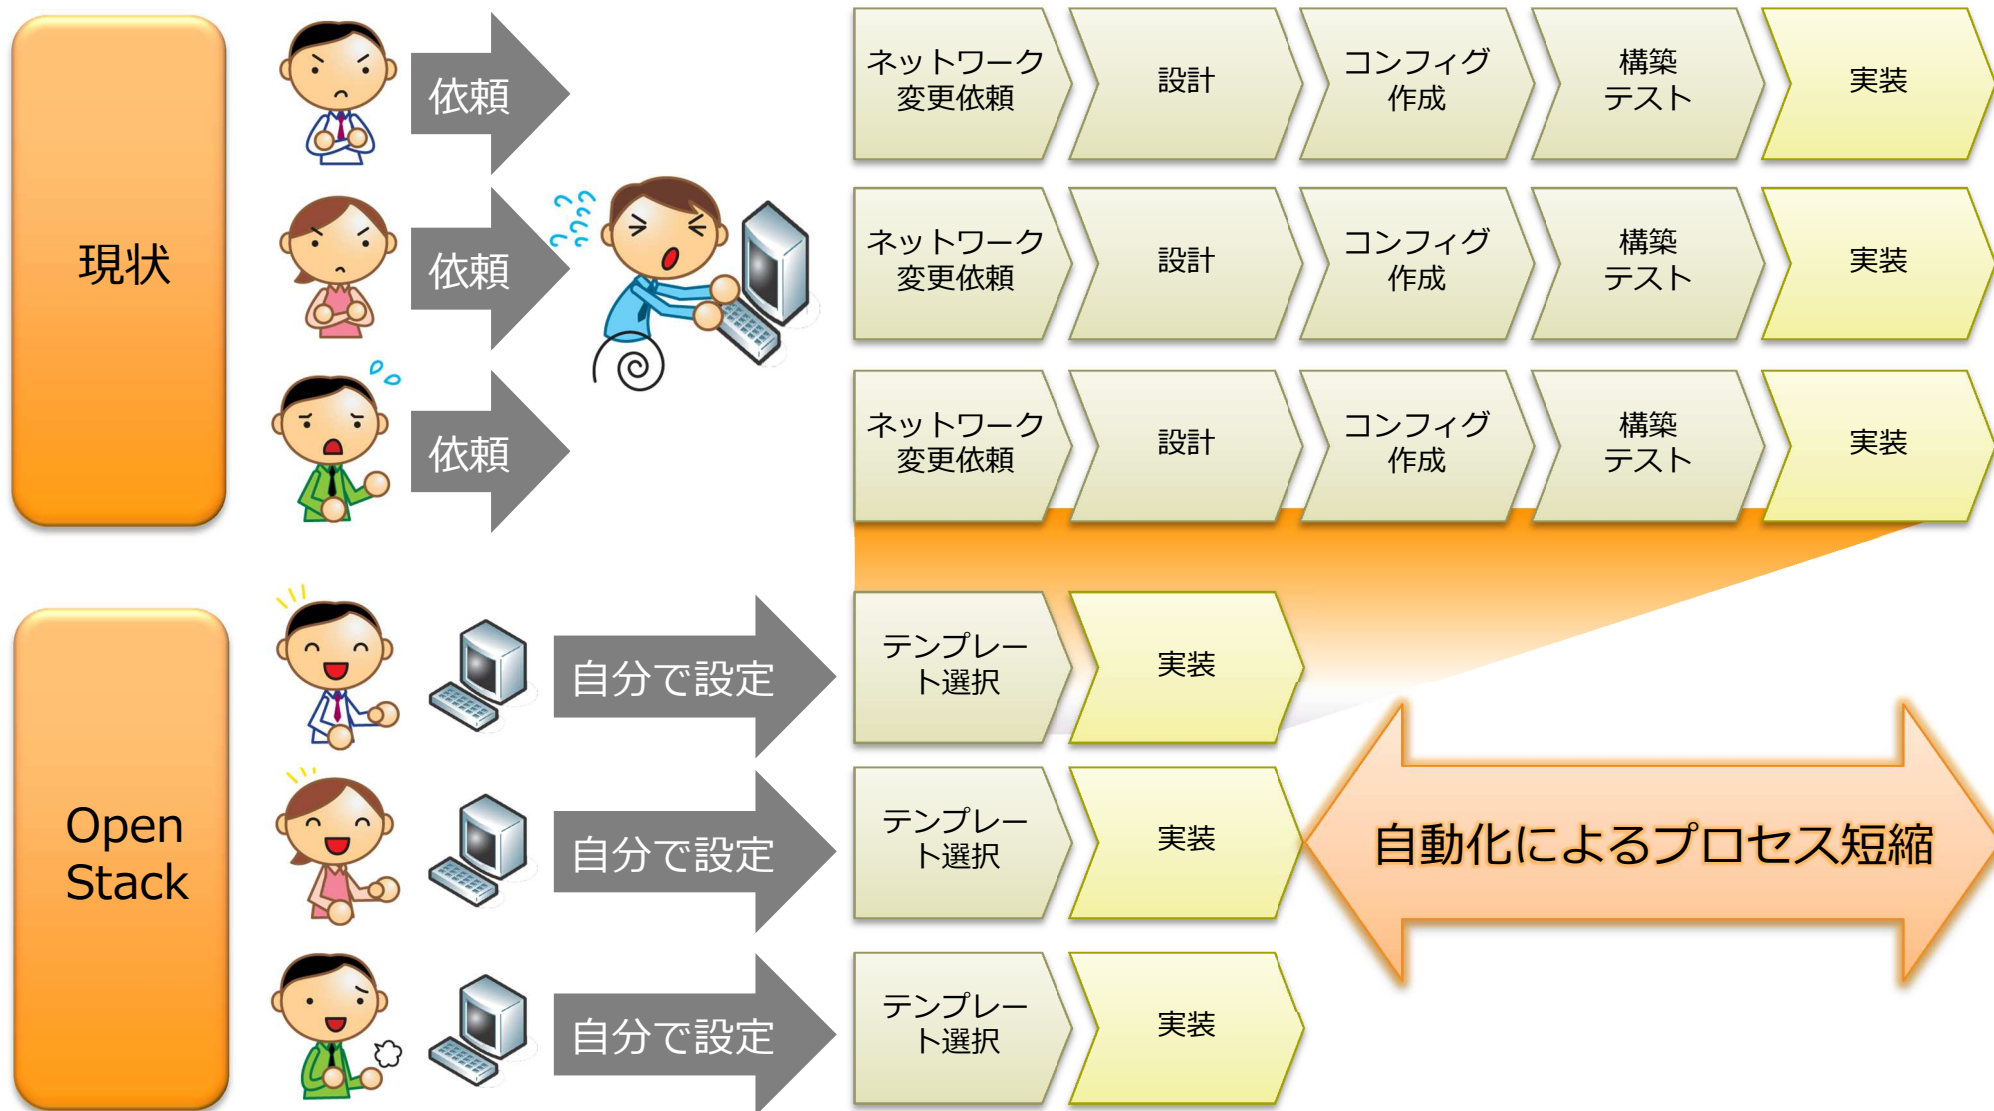 現状
依頼
ネットワーク
変更依頼
設計
コンフィグ
作成
構築
テスト
実装
依頼
ネットワーク
変更依頼
設計
コンフィグ
作成
構築
テスト
実装
依頼
ネットワーク
変更依頼
設計
コンフィグ
作成
構築
テスト
実装
Open
Stack
自分で設定
テンプレー
ト選択
実装
自分で設定
テンプレー
ト選択
実装
自動化によるプロセス短縮
自分で設定
テンプレー
ト選択
実装